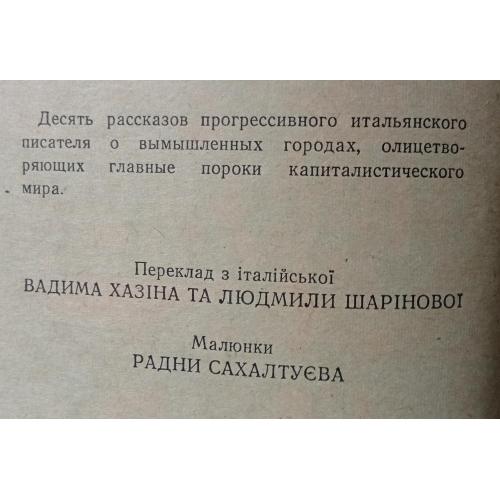 Десять рассказов прогрессивного итальянского
писателя о вымышленных городах, олицетво-
ряющих главные пороки капиталистического
мира.
Переклад з італійської
ВАДИМА ХАЗІНА ТА ЛЮДМИЛИ ШАРІНОВОЇ
Малюнки
РАДНИ САХАЛТУЄВА